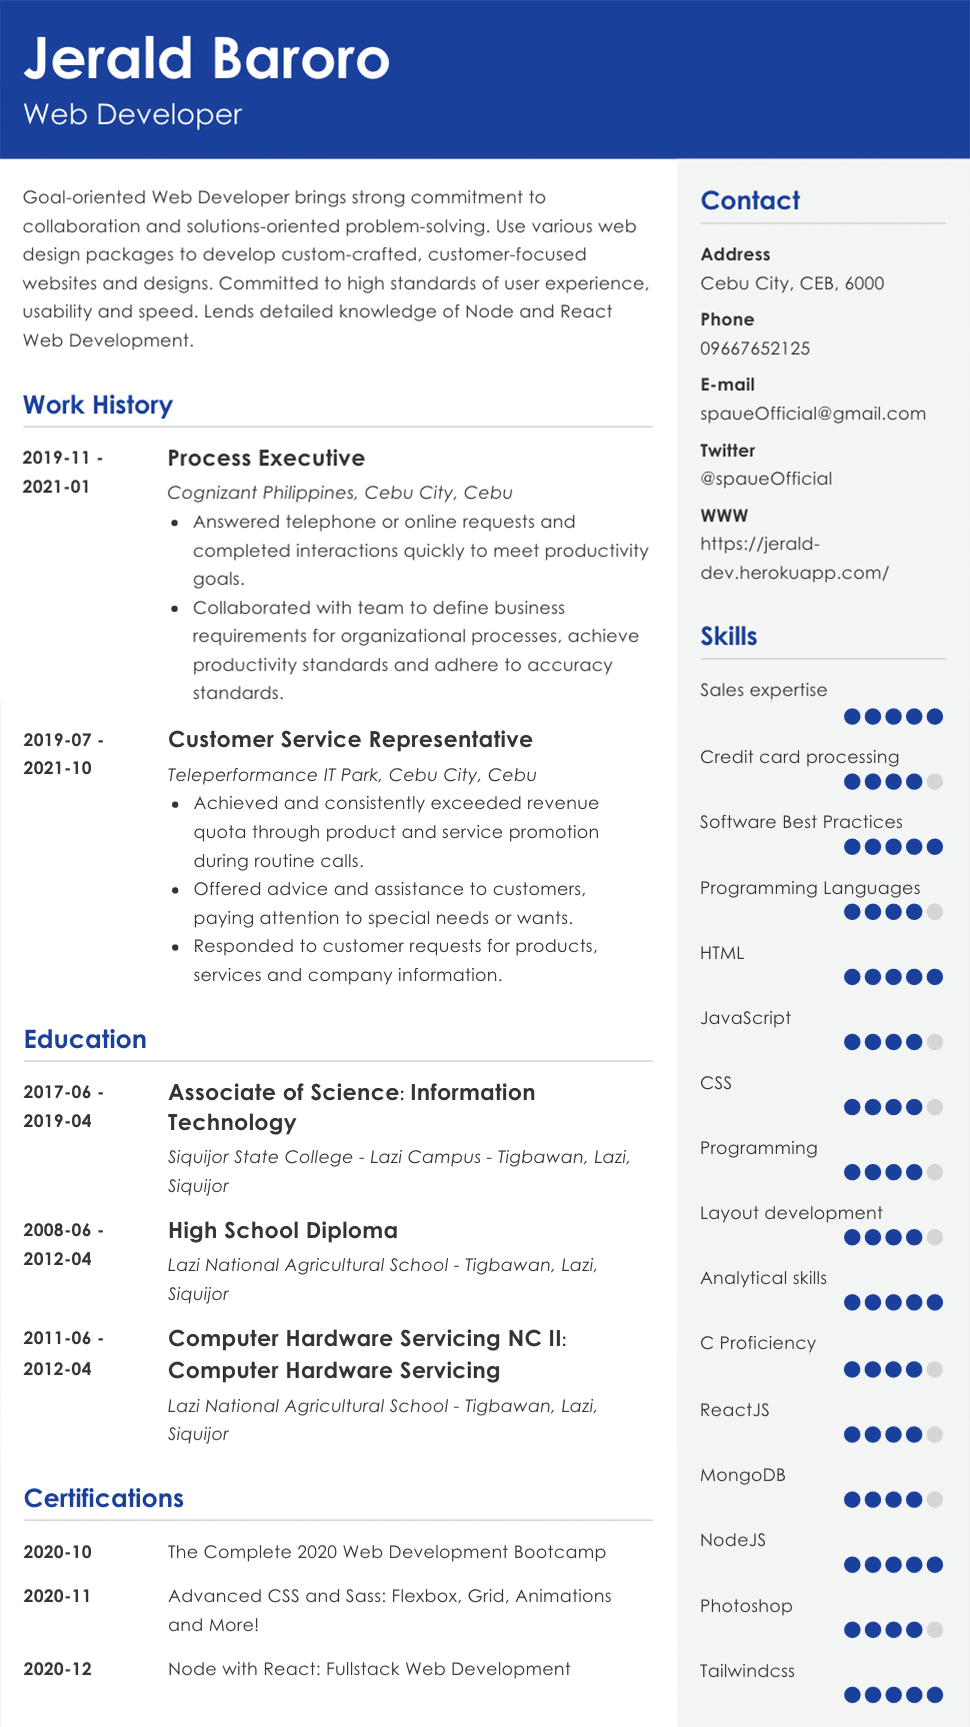 Jerald Baroro
Web Developer
Goal-oriented Web Developer brings strong commitment to
collaboration and solutions-oriented problem-solving. Use various web
design packages to develop custom-crafted, customer-focused
websites and designs. Committed to high standards of user experience,
usability and speed. Lends detailed knowledge of Node and React
Web Development.
Work History
2019-11 -
2021-01
Process Executive
Cognizant Philippines, Cebu City, Cebu
• Answered telephone or online requests and
completed interactions quickly to meet productivity
goals.
• Collaborated with team to define business
requirements for organizational processes, achieve
productivity standards and adhere to accuracy
standards.
2019-07 -
2021-10
Customer Service Representative
Teleperformance IT Park, Cebu City, Cebu
• Achieved and consistently exceeded revenue
quota through product and service promotion
during routine calls.
• Offered advice and assistance to customers,
paying attention to special needs or wants.
• Responded to customer requests for products,
services and company information.
Education
2017-06 -
2019-04
Associate of Science: Information
Technology
Siquijor State College - Lazi Campus - Tigbawan, Lazi,
Siquijor
2008-06 -
2012-04
High School Diploma
Lazi National Agricultural School - Tigbawan, Lazi,
Siquijor
2011-06 -
2012-04
Computer Hardware Servicing NC II:
Computer Hardware Servicing
Lazi National Agricultural School - Tigbawan, Lazi,
Siquijor
Certifications
2020-10 The Complete 2020 Web Development Bootcamp
2020-11 Advanced CSS and Sass: Flexbox, Grid, Animations
and More!
2020-12 Node with React: Fullstack Web Development
Contact
Address
Cebu City, CEB, 6000
Phone
09667652125
E-mail
spaueOfficial@gmail.com
Twitter
@spaueOfficial
WWW
https://jerald-
dev.herokuapp.com/
Skills
Sales expertise
Credit card processing
Software Best Practices
Programming Languages
HTML
JavaScript
CSS
Programming
Layout development
Analytical skills
C Proficiency
ReactJS
MongoDB
NodeJS
Photoshop
Tailwindcss